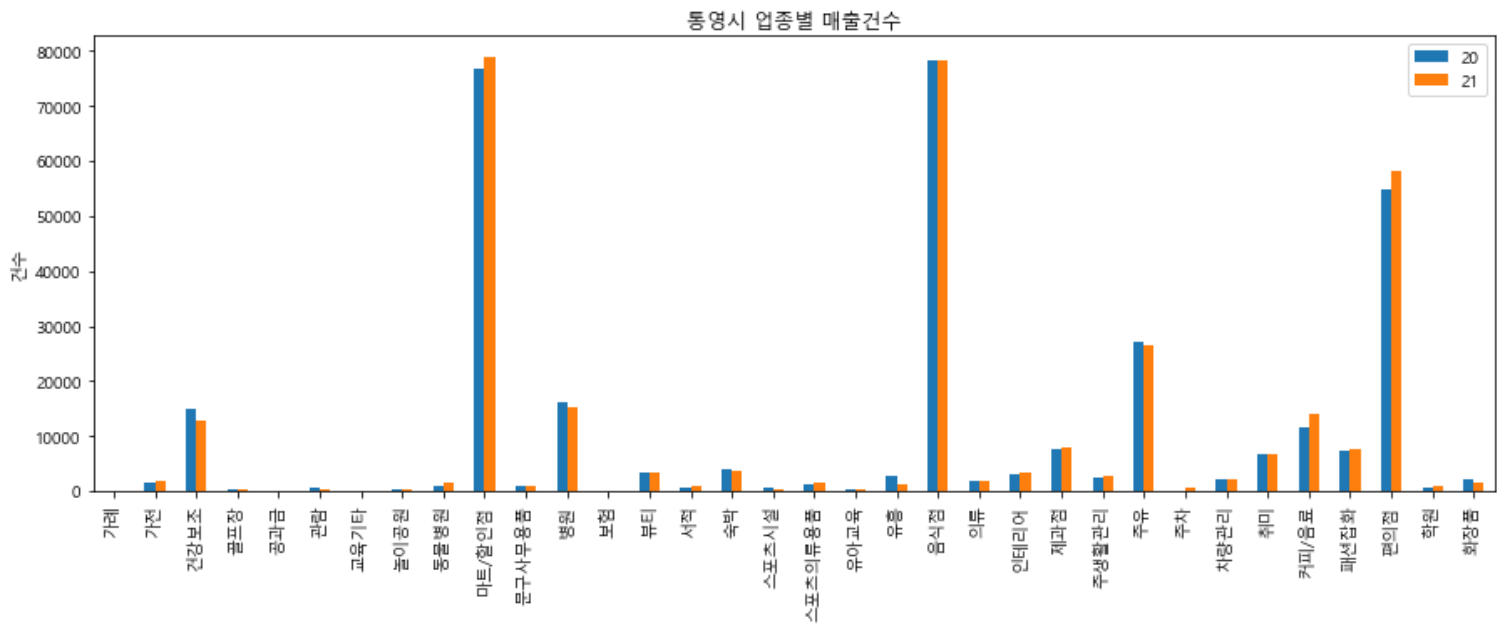 통영시 업종별 매출건수
20
21
건수
80000
70000
60000
50000
40000
30000
20000
10000
0
가례
가전
건강보조
골프장
공과금
관람
교육기타
놀이공원
동물병원
마트/할인점
문구사무용품
병원
보험
뷰티
서적
숙박
스포츠시설
스포츠의류용품
유아교육
유흥
음식점
의류
인테리어
제과점
주생활관리
주유
주차
차량관리
취미
커피/음료
패션잡화
편의점
학원
화장품